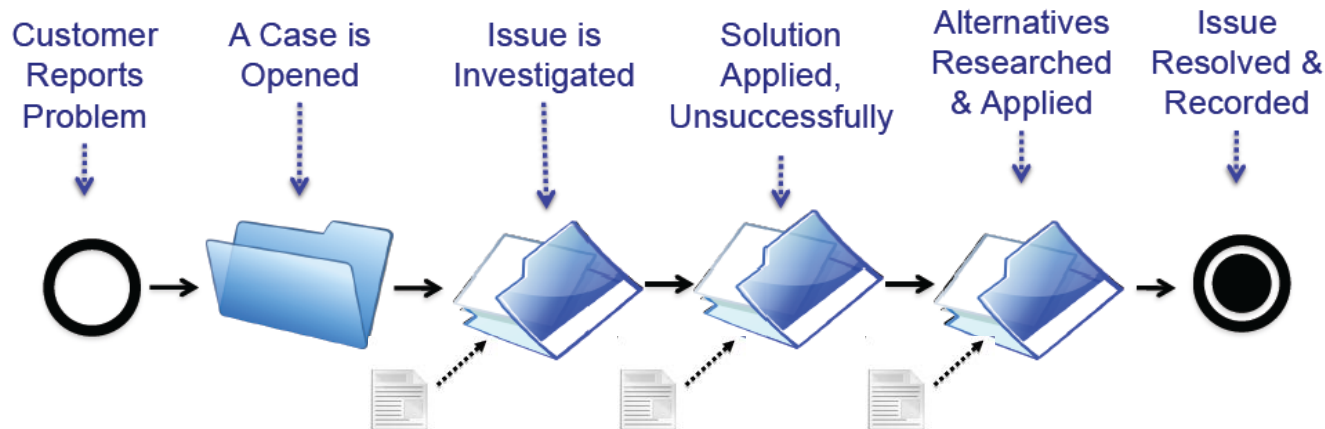 Customer
Reports
Problem
A Case is
Opened
Issue is
Investigated
Solution
Applied,
Unsuccessfully
Alternatives
Researched
& Applied
Issue
Resolved &
Recorded